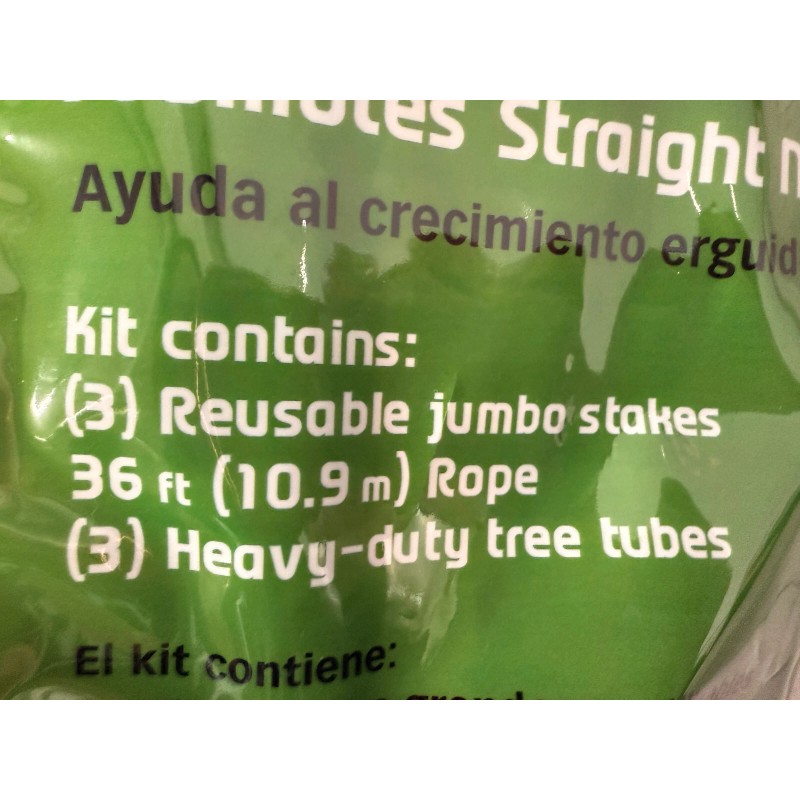 Straight
Ayuda al crecimiento
Kit contains:
(3) Reusable jumbo stakes
36 ft (10.9 m) Rope
(3) Heavy-duty tree tubes
El kit contiene: